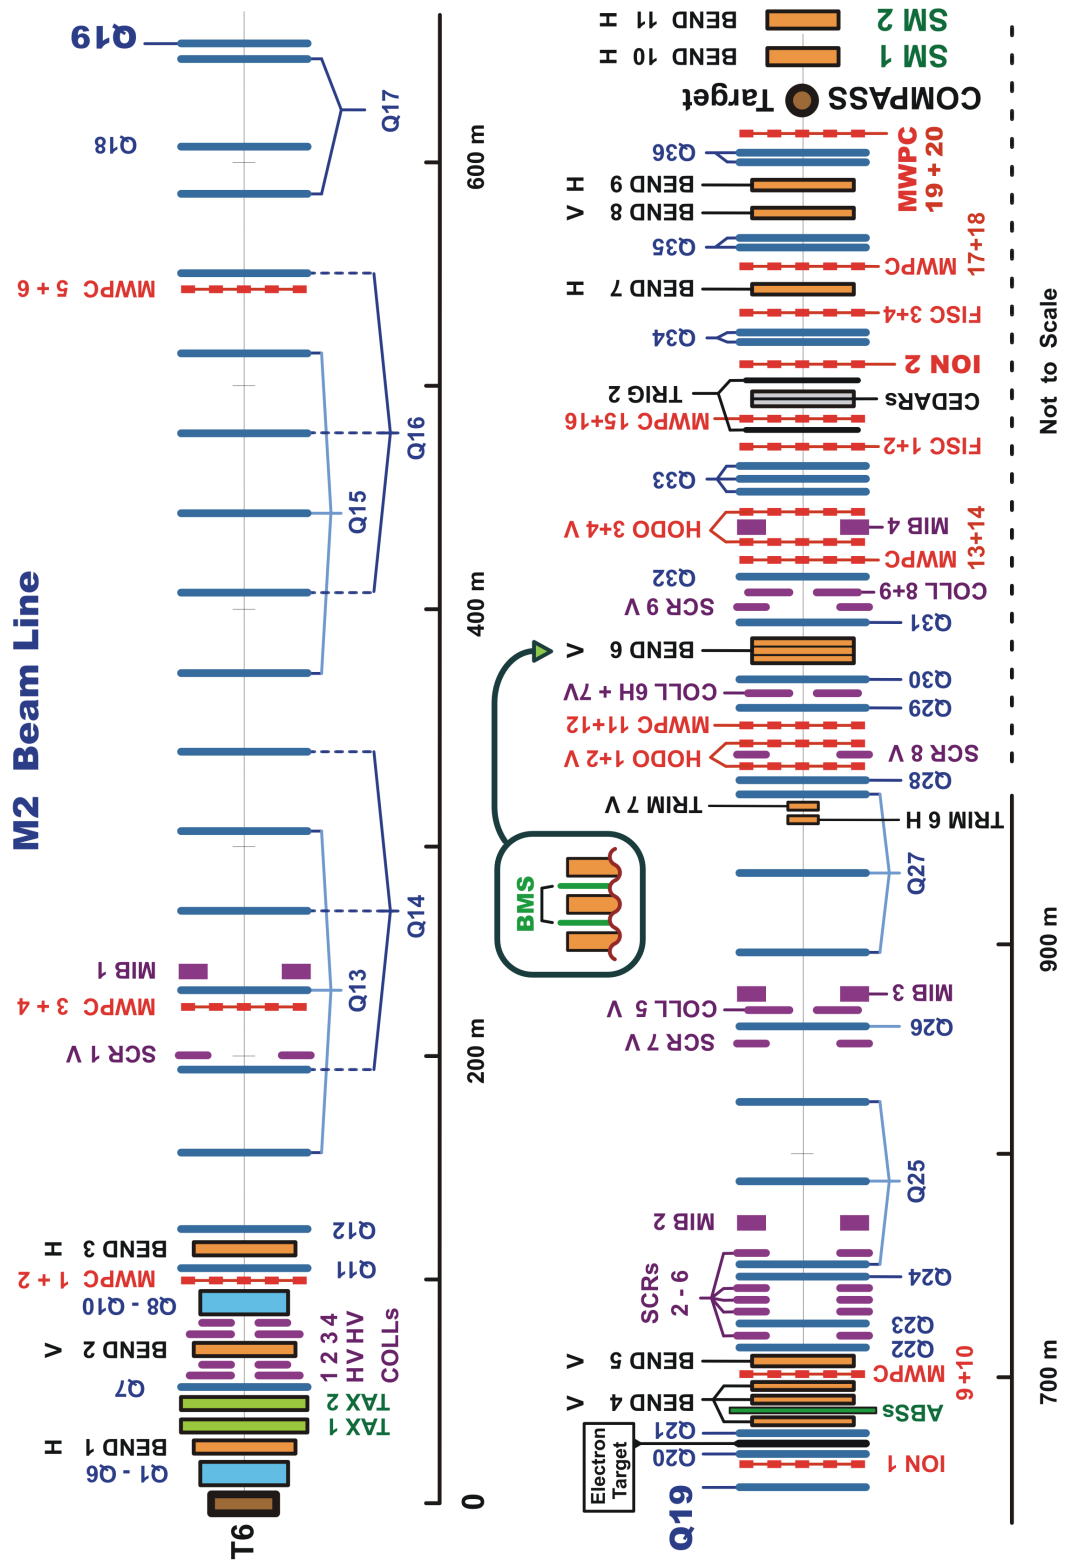 M2 Beam Line
T6
Q1 - Q6
BEND 1 H
TAX 1
TAX 2
Q7
1 2 3 4
HV HV
COLLs
BEND 2 V
Q8 - Q10
MWPC 1 + 2
Q11
BEND 3 H
Q12
SCR 1 V
MWPC 3 + 4
MIB 1
Q13
Q14
Q15
Q16
MWPC 5 + 6
Q17
Q18
Q19
0
200 m
400 m
600 m
Q19
ION 1
Q20
Electron
Target
Q21
ABSs
BEND 4 V
MWPC
9+10
BEND 5 V
Q22
Q23
SCRs
2 - 6
Q24
MIB 2
Q25
SCR 7 V
Q26
COLL 5 V
MIB 3
Q27
TRIM 6 H
TRIM 7 V
Q28
HODO 1+2 V
SCR 8 V
MWPC 11+12
Q29
COLL 6H + 7V
Q30
BEND 6 V
BMS
Q31
SCR 9 V
COLL 8+9
Q32
MWPC
13+14
HODO 3+4 V
MIB 4
Q33
FISC 1+2
MWPC 15+16
TRIG 2
CEDARs
ION 2
Q34
FISC 3+4
BEND 7 H
MWPC
17+18
Q35
BEND 8 V
BEND 9 H
Q36
MWPC
19 + 20
COMPASS
Target
BEND 10 H
SM 1
BEND 11 H
SM 2
700 m
900 m
Not to Scale